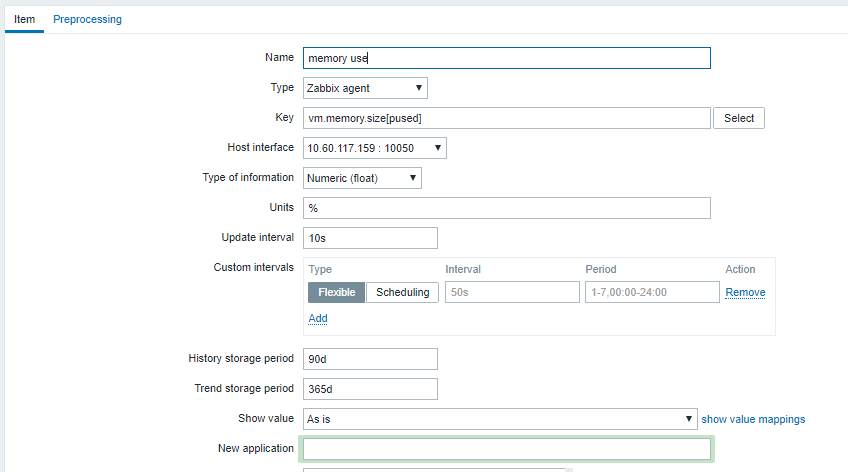 Item Preprocessing
Name memory use
Type Zabbix agent
Key vm.memory.size[pused] Select
Host interface 10.60.117.159 : 10050
Type of information Numeric (float)
Units %
Update interval 10s
Custom intervals Type Interval Period Action
Flexible Scheduling 50s 1-7,00:00-24:00 Remove
Add
History storage period 90d
Trend storage period 365d
Show value As is show value mappings
New application